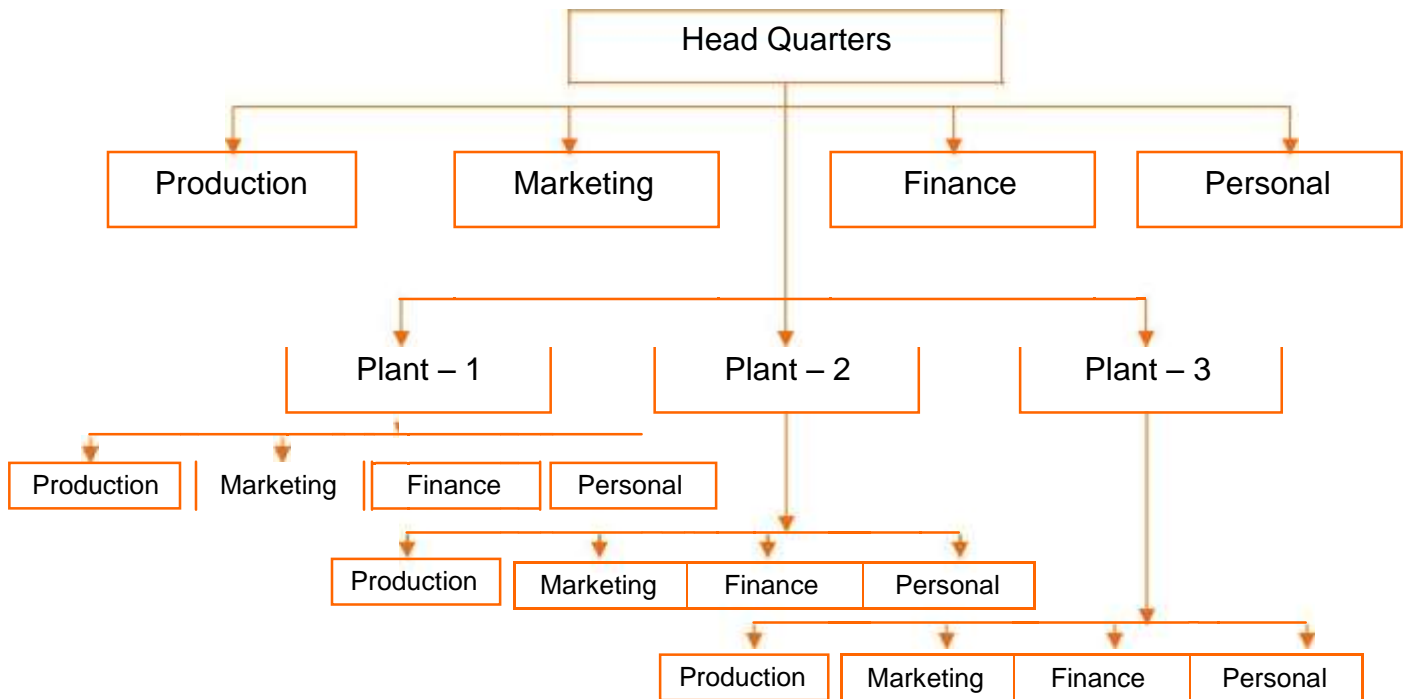 Head Quarters
Production Marketing Finance Personal
Plant – 1 Plant – 2 Plant – 3
Production Marketing Finance Personal
Production Marketing Finance Personal
Production Marketing Finance Personal